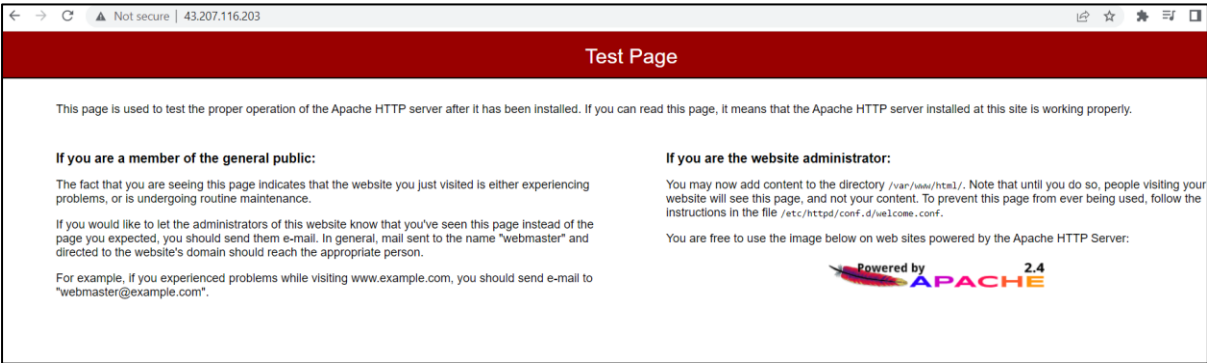 Not secure | 43.207.116.203
Test Page
This page is used to test the proper operation of the Apache HTTP server after it has been installed. If you can read this page, it means that the Apache HTTP server installed at this site is working properly.
If you are a member of the general public:
The fact that you are seeing this page indicates that the website you just visited is either experiencing
problems, or is undergoing routine maintenance.
If you would like to let the administrators of this website know that you've seen this page instead of the
page you expected, you should send them e-mail. In general, mail sent to the name "webmaster" and
directed to the website's domain should reach the appropriate person.
For example, if you experienced problems while visiting www.example.com, you should send e-mail to
"webmaster@example.com".
If you are the website administrator:
You may now add content to the directory /var/www/html/. Note that until you do so, people visiting your
website will see this page, and not your content. To prevent this page from ever being used, follow the
instructions in the file /etc/httpd/conf.d/welcome.conf.
You are free to use the image below on web sites powered by the Apache HTTP Server:
Powered by 2.4
APACHE